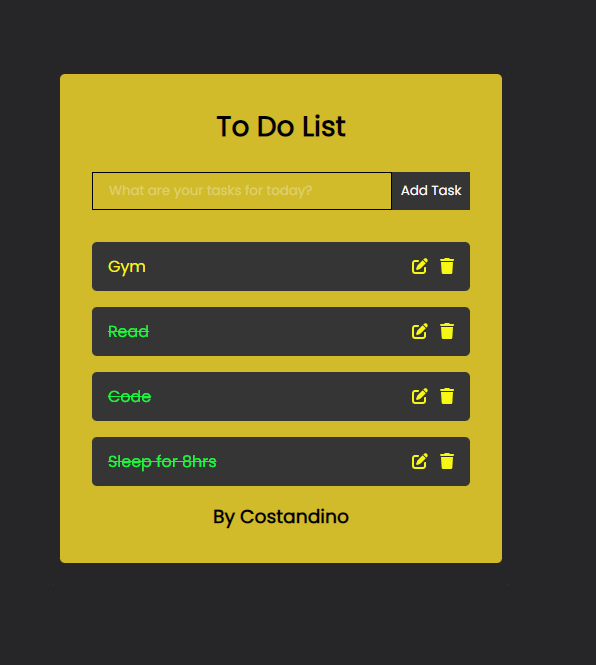 To Do List
What are your tasks for today?
Add Task
Gym
Read
Code
Sleep for 8hrs
By Costandino